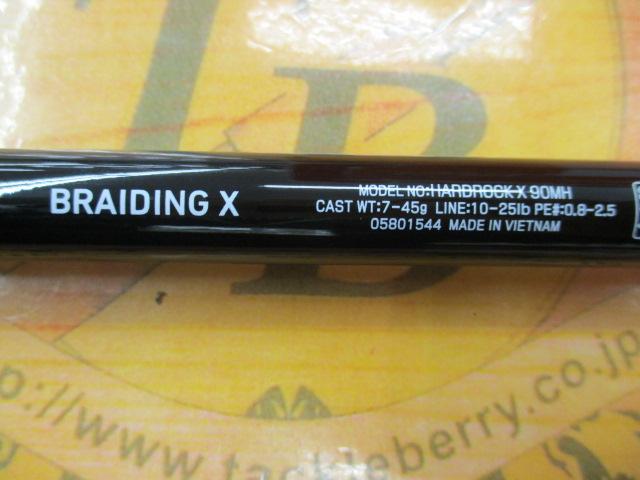 TB
BRAIDING X
MODEL NO:HARDROCK X 90MH
CAST WT:7-45g LINE:10-25lb PE#:0.8-2.5
05801544 MADE IN VIETNAM
http://www.tackleberry.co.jp